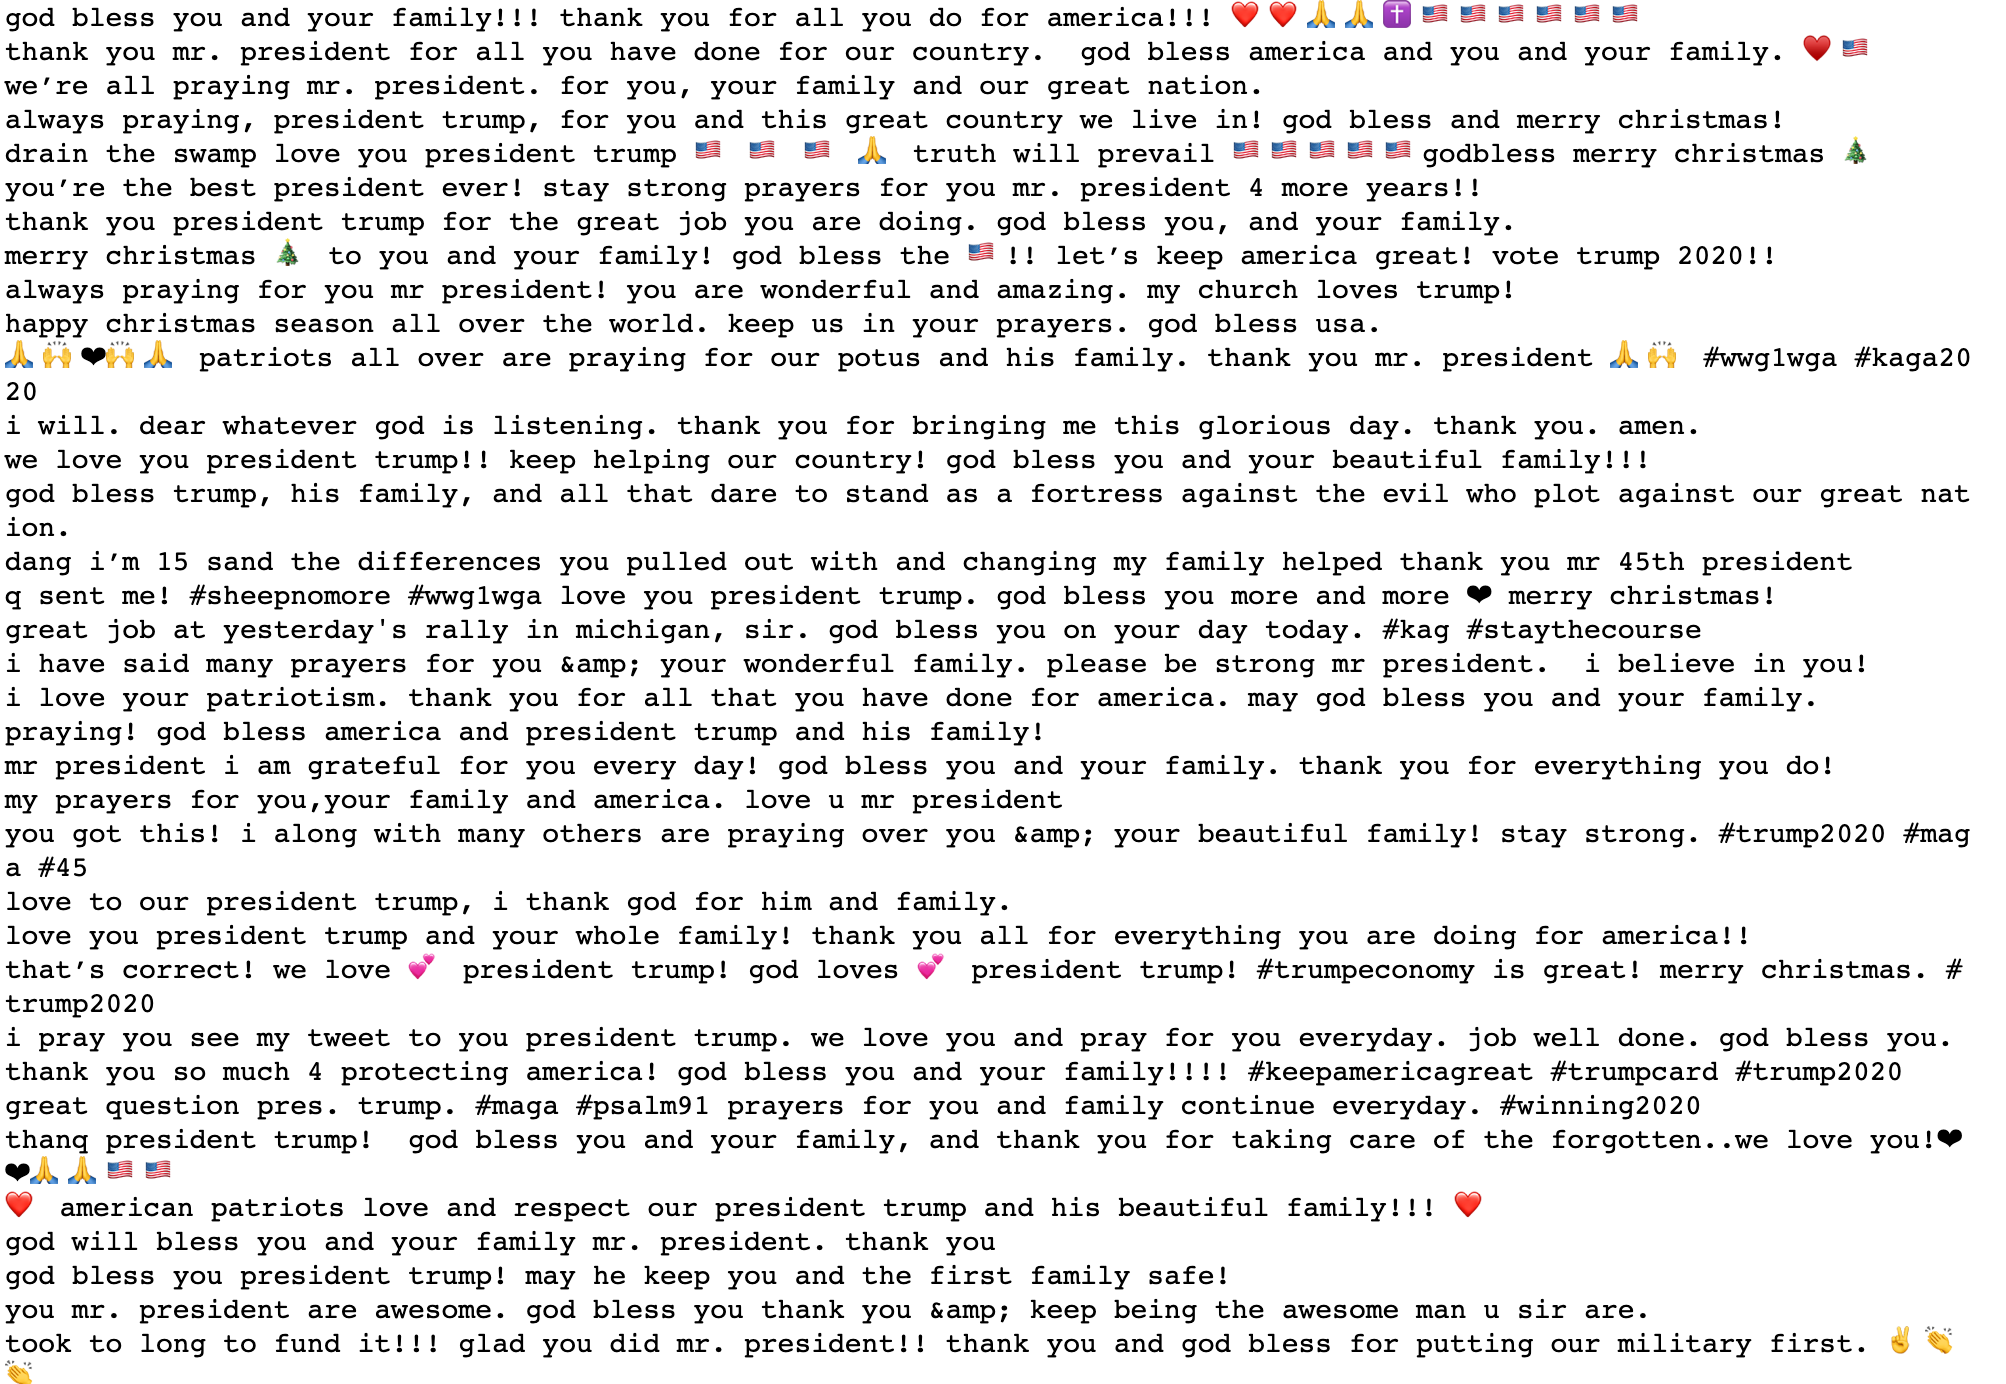 god bless you and your family!!! thank you for all you do for america!!! ❤️ ❤️ 🙏 🙏 ✝️ 🇺🇸 🇺🇸 🇺🇸 🇺🇸 🇺🇸 🇺🇸
thank you mr. president for all you have done for our country.  god bless america and you and your family. ♥️ 🇺🇸
we’re all praying mr. president. for you, your family and our great nation.
always praying, president trump, for you and this great country we live in! god bless and merry christmas!
drain the swamp love you president trump 🇺🇸 🇺🇸 🇺🇸 🙏 truth will prevail 🇺🇸 🇺🇸 🇺🇸 🇺🇸 🇺🇸 godbless merry christmas 🎄
you’re the best president ever! stay strong prayers for you mr. president 4 more years!!
thank you president trump for the great job you are doing. god bless you, and your family.
merry christmas 🎄 to you and your family! god bless the 🇺🇸 !! let’s keep america great! vote trump 2020!!
always praying for you mr president! you are wonderful and amazing. my church loves trump!
happy christmas season all over the world. keep us in your prayers. god bless usa.
🙏 🙌 ❤🙌 🙏 patriots all over are praying for our potus and his family. thank you mr. president 🙏 🙌 #wwg1wga #kaga20
20
i will. dear whatever god is listening. thank you for bringing me this glorious day. thank you. amen.
we love you president trump!! keep helping our country! god bless you and your beautiful family!!!
god bless trump, his family, and all that dare to stand as a fortress against the evil who plot against our great nat
ion.
dang i’m 15 sand the differences you pulled out with and changing my family helped thank you mr 45th president
q sent me! #sheepnomore #wwg1wga love you president trump. god bless you more and more ❤ merry christmas!
great job at yesterday's rally in michigan, sir. god bless you on your day today. #kag #staythecourse
i have said many prayers for you &amp; your wonderful family. please be strong mr president.  i believe in you!
i love your patriotism. thank you for all that you have done for america. may god bless you and your family.
praying! god bless america and president trump and his family!
mr president i am grateful for you every day! god bless you and your family. thank you for everything you do!
my prayers for you,your family and america. love u mr president
you got this! i along with many others are praying over you &amp; your beautiful family! stay strong. #trump2020 #mag
a #45
love to our president trump, i thank god for him and family.
love you president trump and your whole family! thank you all for everything you are doing for america!!
that’s correct! we love 💕 president trump! god loves 💕 president trump! #trumpeconomy is great! merry christmas. #
trump2020
i pray you see my tweet to you president trump. we love you and pray for you everyday. job well done. god bless you.
thank you so much 4 protecting america! god bless you and your family!!!! #keepamericagreat #trumpcard #trump2020
great question pres. trump. #maga #psalm91 prayers for you and family continue everyday. #winning2020
thanq president trump!  god bless you and your family, and thank you for taking care of the forgotten..we love you!❤
❤🙏 🙏 🇺🇸 🇺🇸
❤️ american patriots love and respect our president trump and his beautiful family!!! ❤️
god will bless you and your family mr. president. thank you
god bless you president trump! may he keep you and the first family safe!
you mr. president are awesome. god bless you thank you &amp; keep being the awesome man u sir are.
took to long to fund it!!! glad you did mr. president!! thank you and god bless for putting our military first. ✌️ 👏
👏